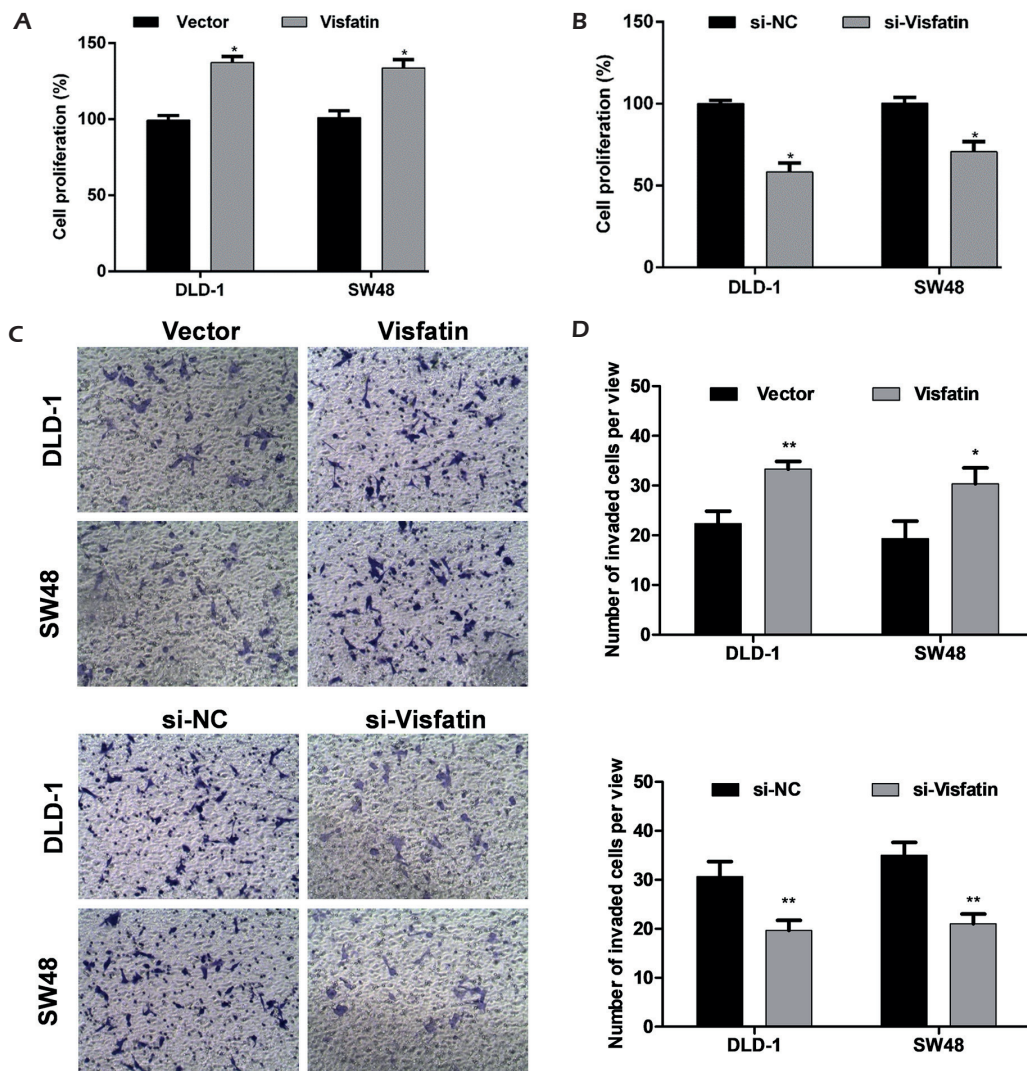 A
Vector Visfatin
Cell proliferation (%)
150
100
50
0
*
*
DLD-1 SW48
B
si-NC si-Visfatin
Cell proliferation (%)
150
100
50
0
*
*
DLD-1 SW48
C
Vector Visfatin
DLD-1
SW48
si-NC si-Visfatin
DLD-1
SW48
D
Vector Visfatin
Number of invaded cells per view
50
40
30
20
10
0
**
*
DLD-1 SW48
si-NC si-Visfatin
Number of invaded cells per view
50
40
30
20
10
0
**
**
DLD-1 SW48